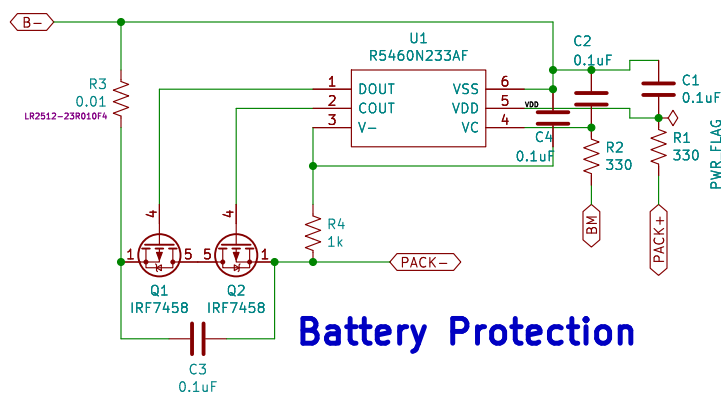 B-
U1
R5460N233AF
C2
0.1uF
C1
0.1uF
R3
0.01
LR2512-23R010F4
1 DOUT VSS 6
2 COUT VDD 5 VDD
3 V- VC 4
C4
0.1uF
R2
330
R1
330
PWR_FLAG
R4
1k
BM
PACK+
4
4
1 5 5 1
PACK-
Q1
IRF7458
Q2
IRF7458
Battery Protection
C3
0.1uF